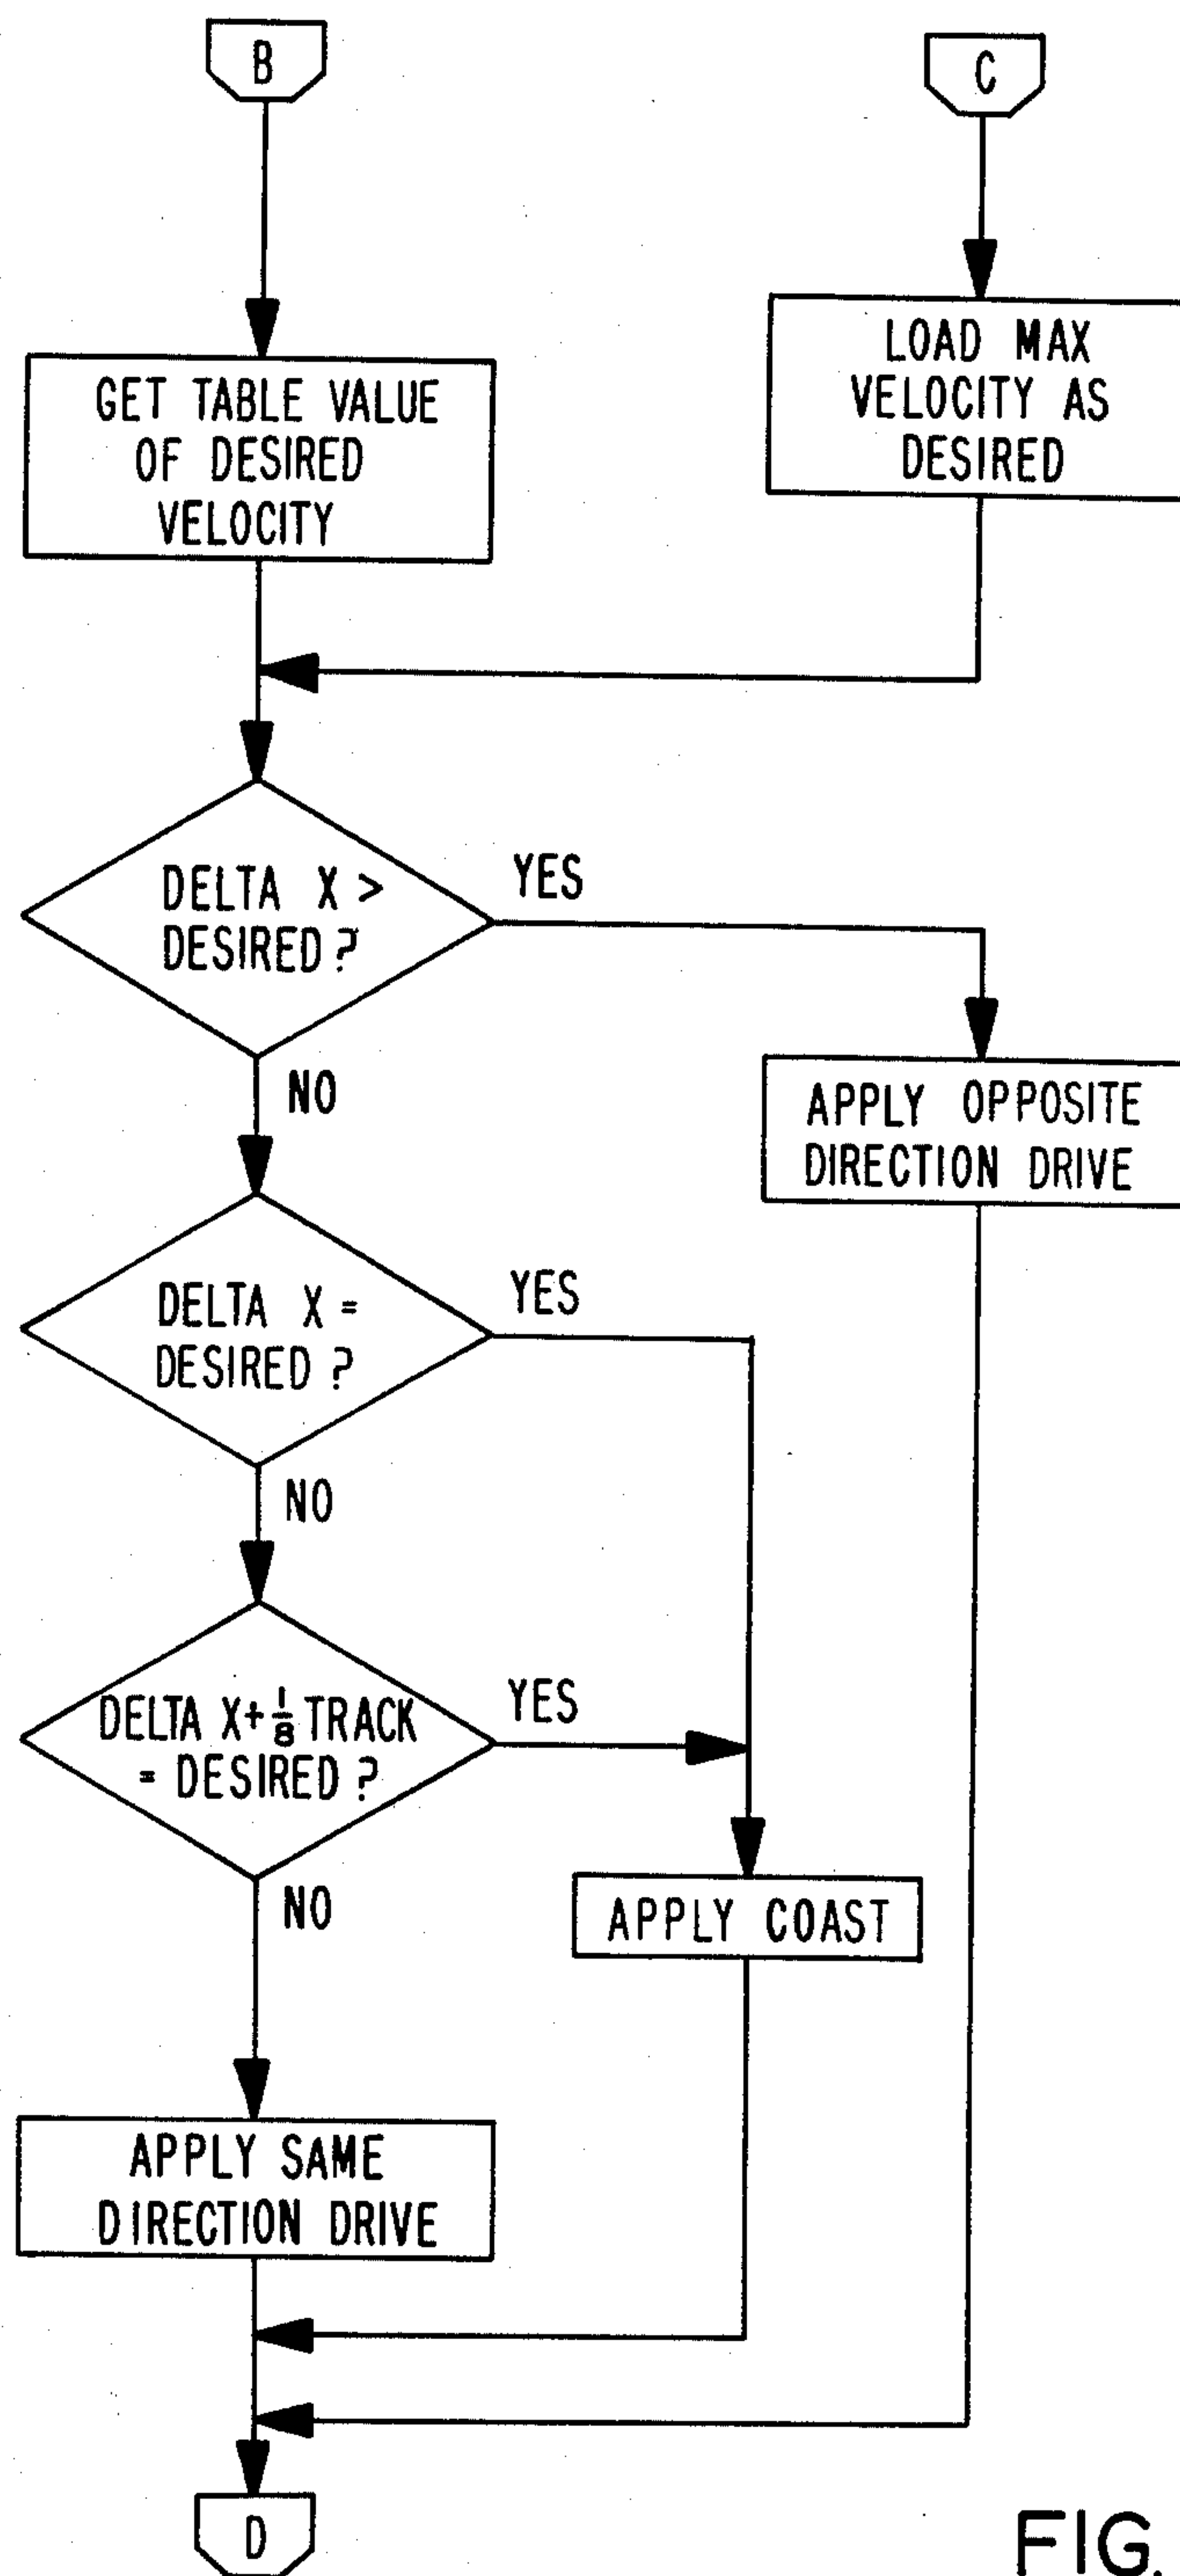 B
C
GET TABLE VALUE
OF DESIRED
VELOCITY
LOAD MAX
VELOCITY AS
DESIRED
DELTA X >
DESIRED?
YES
NO
APPLY OPPOSITE
DIRECTION DRIVE
DELTA X =
DESIRED?
YES
NO
DELTA X+1/8 TRACK
= DESIRED?
YES
NO
APPLY COAST
APPLY SAME
DIRECTION DRIVE
D
FIG.